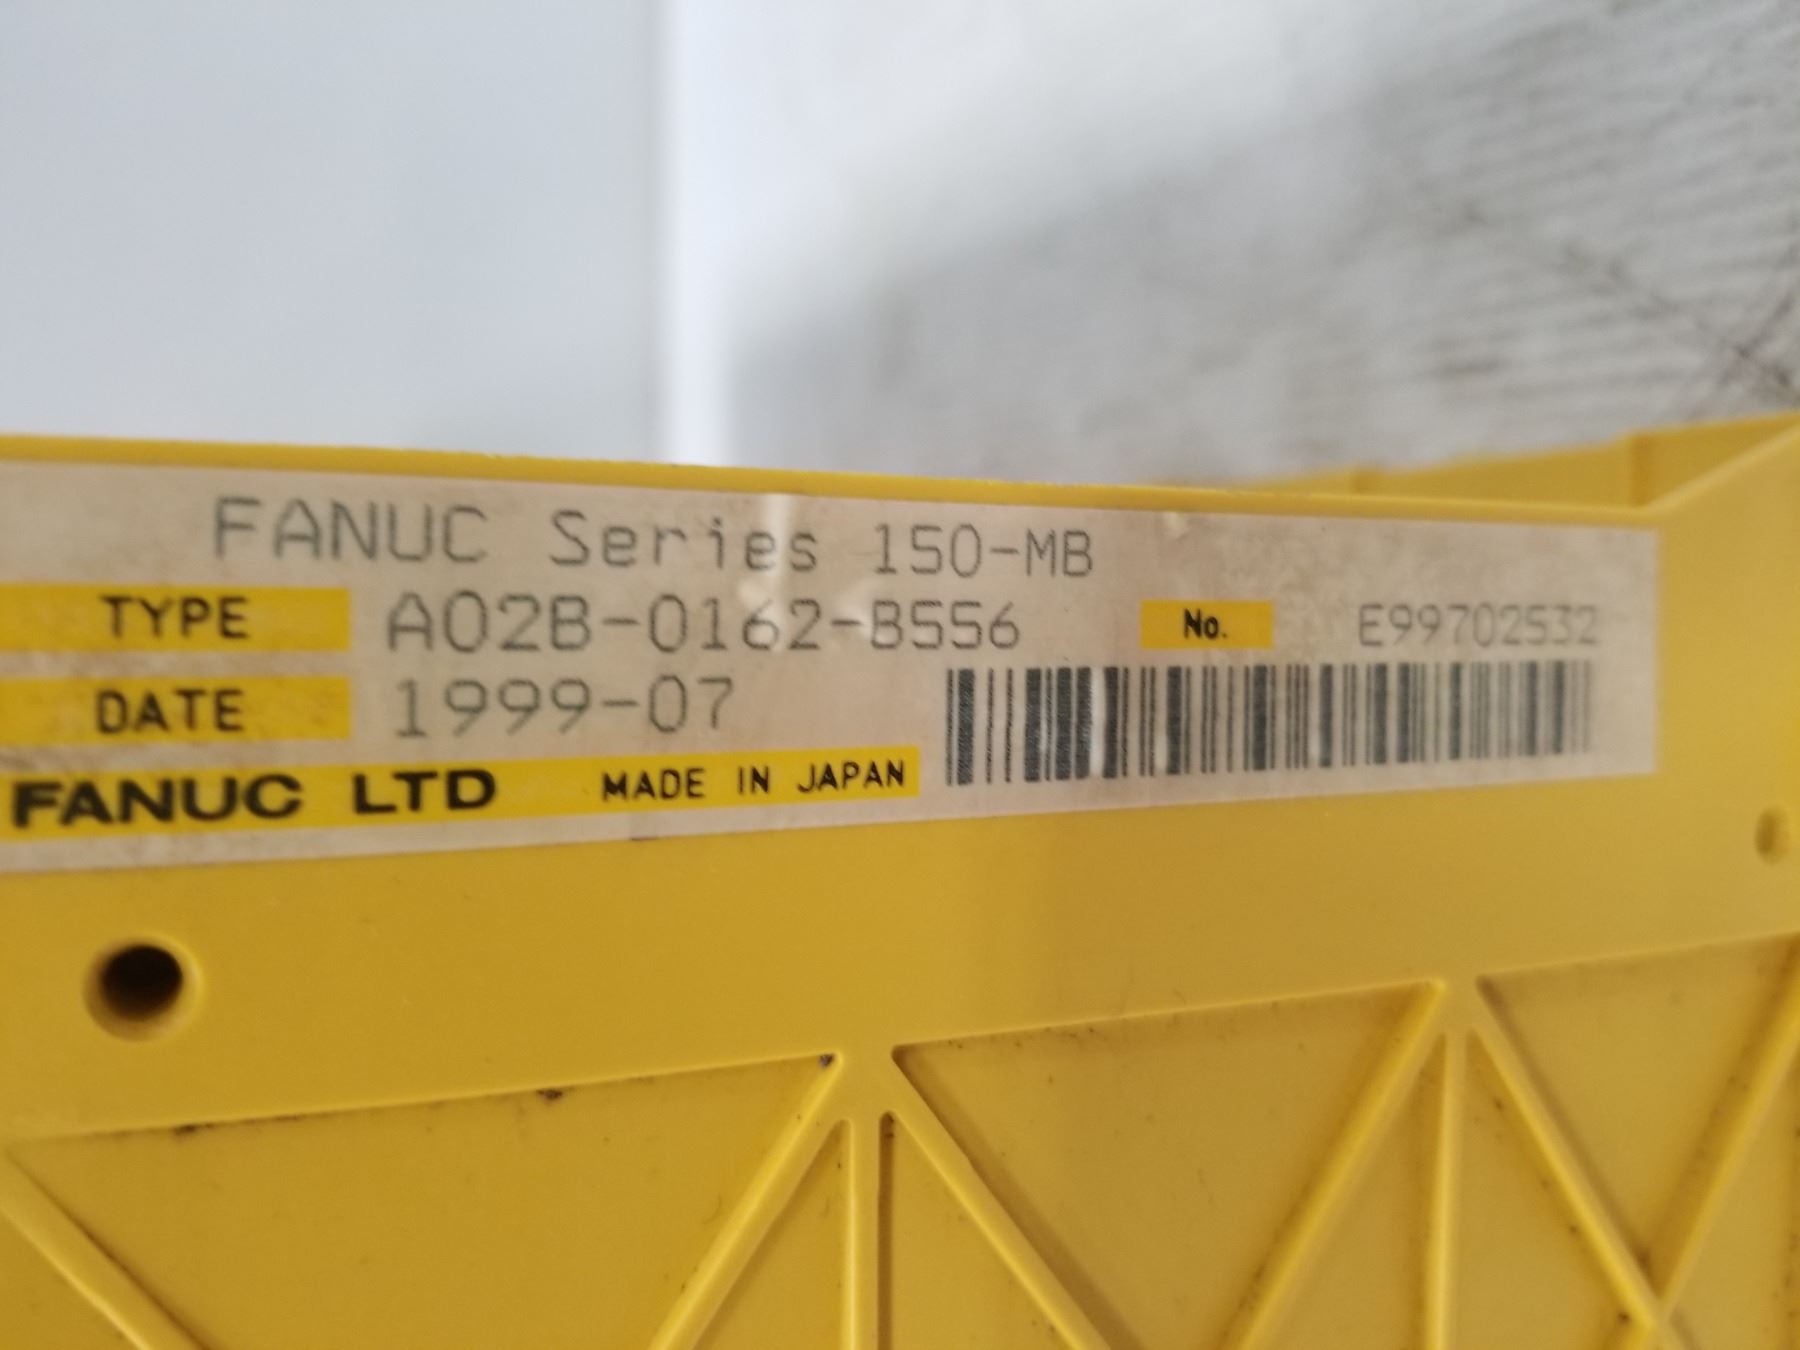 FANUC Series 150-MB
TYPE A02B-0162-B556 No. E99702532
DATE 1999-07
FANUC LTD MADE IN JAPAN